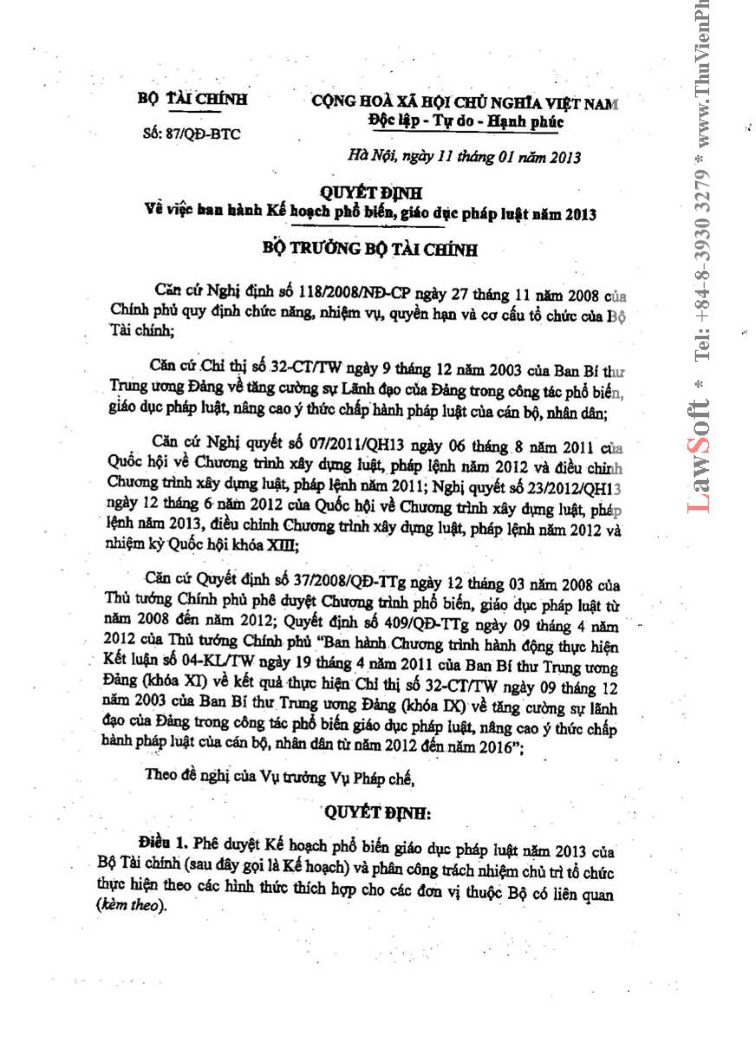 BỘ TÀI CHÍNH
Số: 87/QĐ-BTC
CỘNG HOÀ XÃ HỘI CHỦ NGHĨA VIỆT NAM
Độc lập - Tự do - Hạnh phúc
Hà Nội, ngày 11 tháng 01 năm 2013
QUYẾT ĐỊNH
Về việc ban hành Kế hoạch phổ biến, giáo dục pháp luật năm 2013
BỘ TRƯỞNG BỘ TÀI CHÍNH
Căn cứ Nghị định số 118/2008/NĐ-CP ngày 27 tháng 11 năm 2008 của
Chính phủ quy định chức năng, nhiệm vụ, quyền hạn và cơ cấu tổ chức của Bộ
Tài chính;
Căn cứ Chỉ thị số 32-CT/TW ngày 9 tháng 12 năm 2003 của Ban Bí thư
Trung ương Đảng về tăng cường sự Lãnh đạo của Đảng trong công tác phổ biến,
giáo dục pháp luật, nâng cao ý thức chấp hành pháp luật của cán bộ, nhân dân;
Căn cứ Nghị quyết số 07/2011/QH13 ngày 06 tháng 8 năm 2011 của
Quốc hội về Chương trình xây dựng luật, pháp lệnh năm 2012 và điều chỉnh
Chương trình xây dựng luật, pháp lệnh năm 2011; Nghị quyết số 23/2012/QH13
ngày 12 tháng 6 năm 2012 của Quốc hội về Chương trình xây dựng luật, pháp
lệnh năm 2013, điều chỉnh Chương trình xây dựng luật, pháp lệnh năm 2012 và
nhiệm kỳ Quốc hội khóa XIII;
Căn cứ Quyết định số 37/2008/QĐ-TTg ngày 12 tháng 03 năm 2008 của
Thủ tướng Chính phủ phê duyệt Chương trình phổ biến, giáo dục pháp luật từ
năm 2008 đến năm 2012; Quyết định số 409/QĐ-TTg ngày 09 tháng 4 năm
2012 của Thủ tướng Chính phủ “Ban hành Chương trình hành động thực hiện
Kết luận số 04-KL/TW ngày 19 tháng 4 năm 2011 của Ban Bí thư Trung ương
Đảng (khóa XI) về kết quả thực hiện Chỉ thị số 32-CT/TW ngày 09 tháng 12
năm 2003 của Ban Bí thư Trung ương Đảng (khóa IX) về tăng cường sự lãnh
đạo của Đảng trong công tác phổ biến giáo dục pháp luật, nâng cao ý thức chấp
hành pháp luật của cán bộ, nhân dân từ năm 2012 đến năm 2016”;
Theo đề nghị của Vụ trưởng Vụ Pháp chế,
QUYẾT ĐỊNH:
Điều 1. Phê duyệt Kế hoạch phổ biến giáo dục pháp luật năm 2013 của
Bộ Tài chính (sau đây gọi là Kế hoạch) và phân công trách nhiệm chủ trì tổ chức
thực hiện theo các hình thức thích hợp cho các đơn vị thuộc Bộ có liên quan
(kèm theo).
LawSoft * Tel: +84-8-3930 3279 * www.ThuVienPh